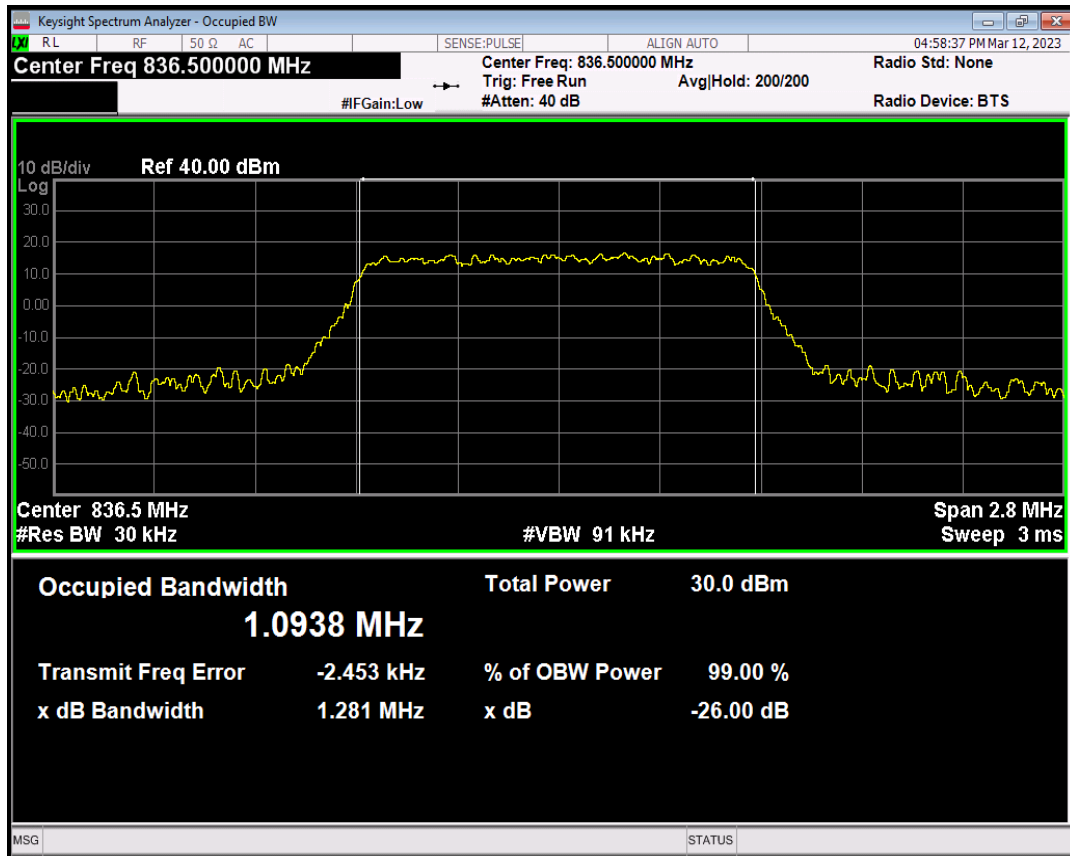 Keysight Spectrum Analyzer - Occupied BW
LXI RL RF 50 Ω AC SENSE:PULSE ALIGN AUTO 04:58:37 PM Mar 12, 2023
Center Freq 836.500000 MHz Center Freq: 836.500000 MHz Radio Std: None
Trig: Free Run Avg|Hold: 200/200
#IFGain:Low #Atten: 40 dB Radio Device: BTS
10 dB/div Ref 40.00 dBm
Log
30.0
20.0
10.0
0.00
-10.0
-20.0
-30.0
-40.0
-50.0
Center 836.5 MHz Span 2.8 MHz
#Res BW 30 kHz #VBW 91 kHz Sweep 3 ms
Occupied Bandwidth Total Power 30.0 dBm
1.0938 MHz
Transmit Freq Error -2.453 kHz % of OBW Power 99.00 %
x dB Bandwidth 1.281 MHz x dB -26.00 dB
MSG STATUS